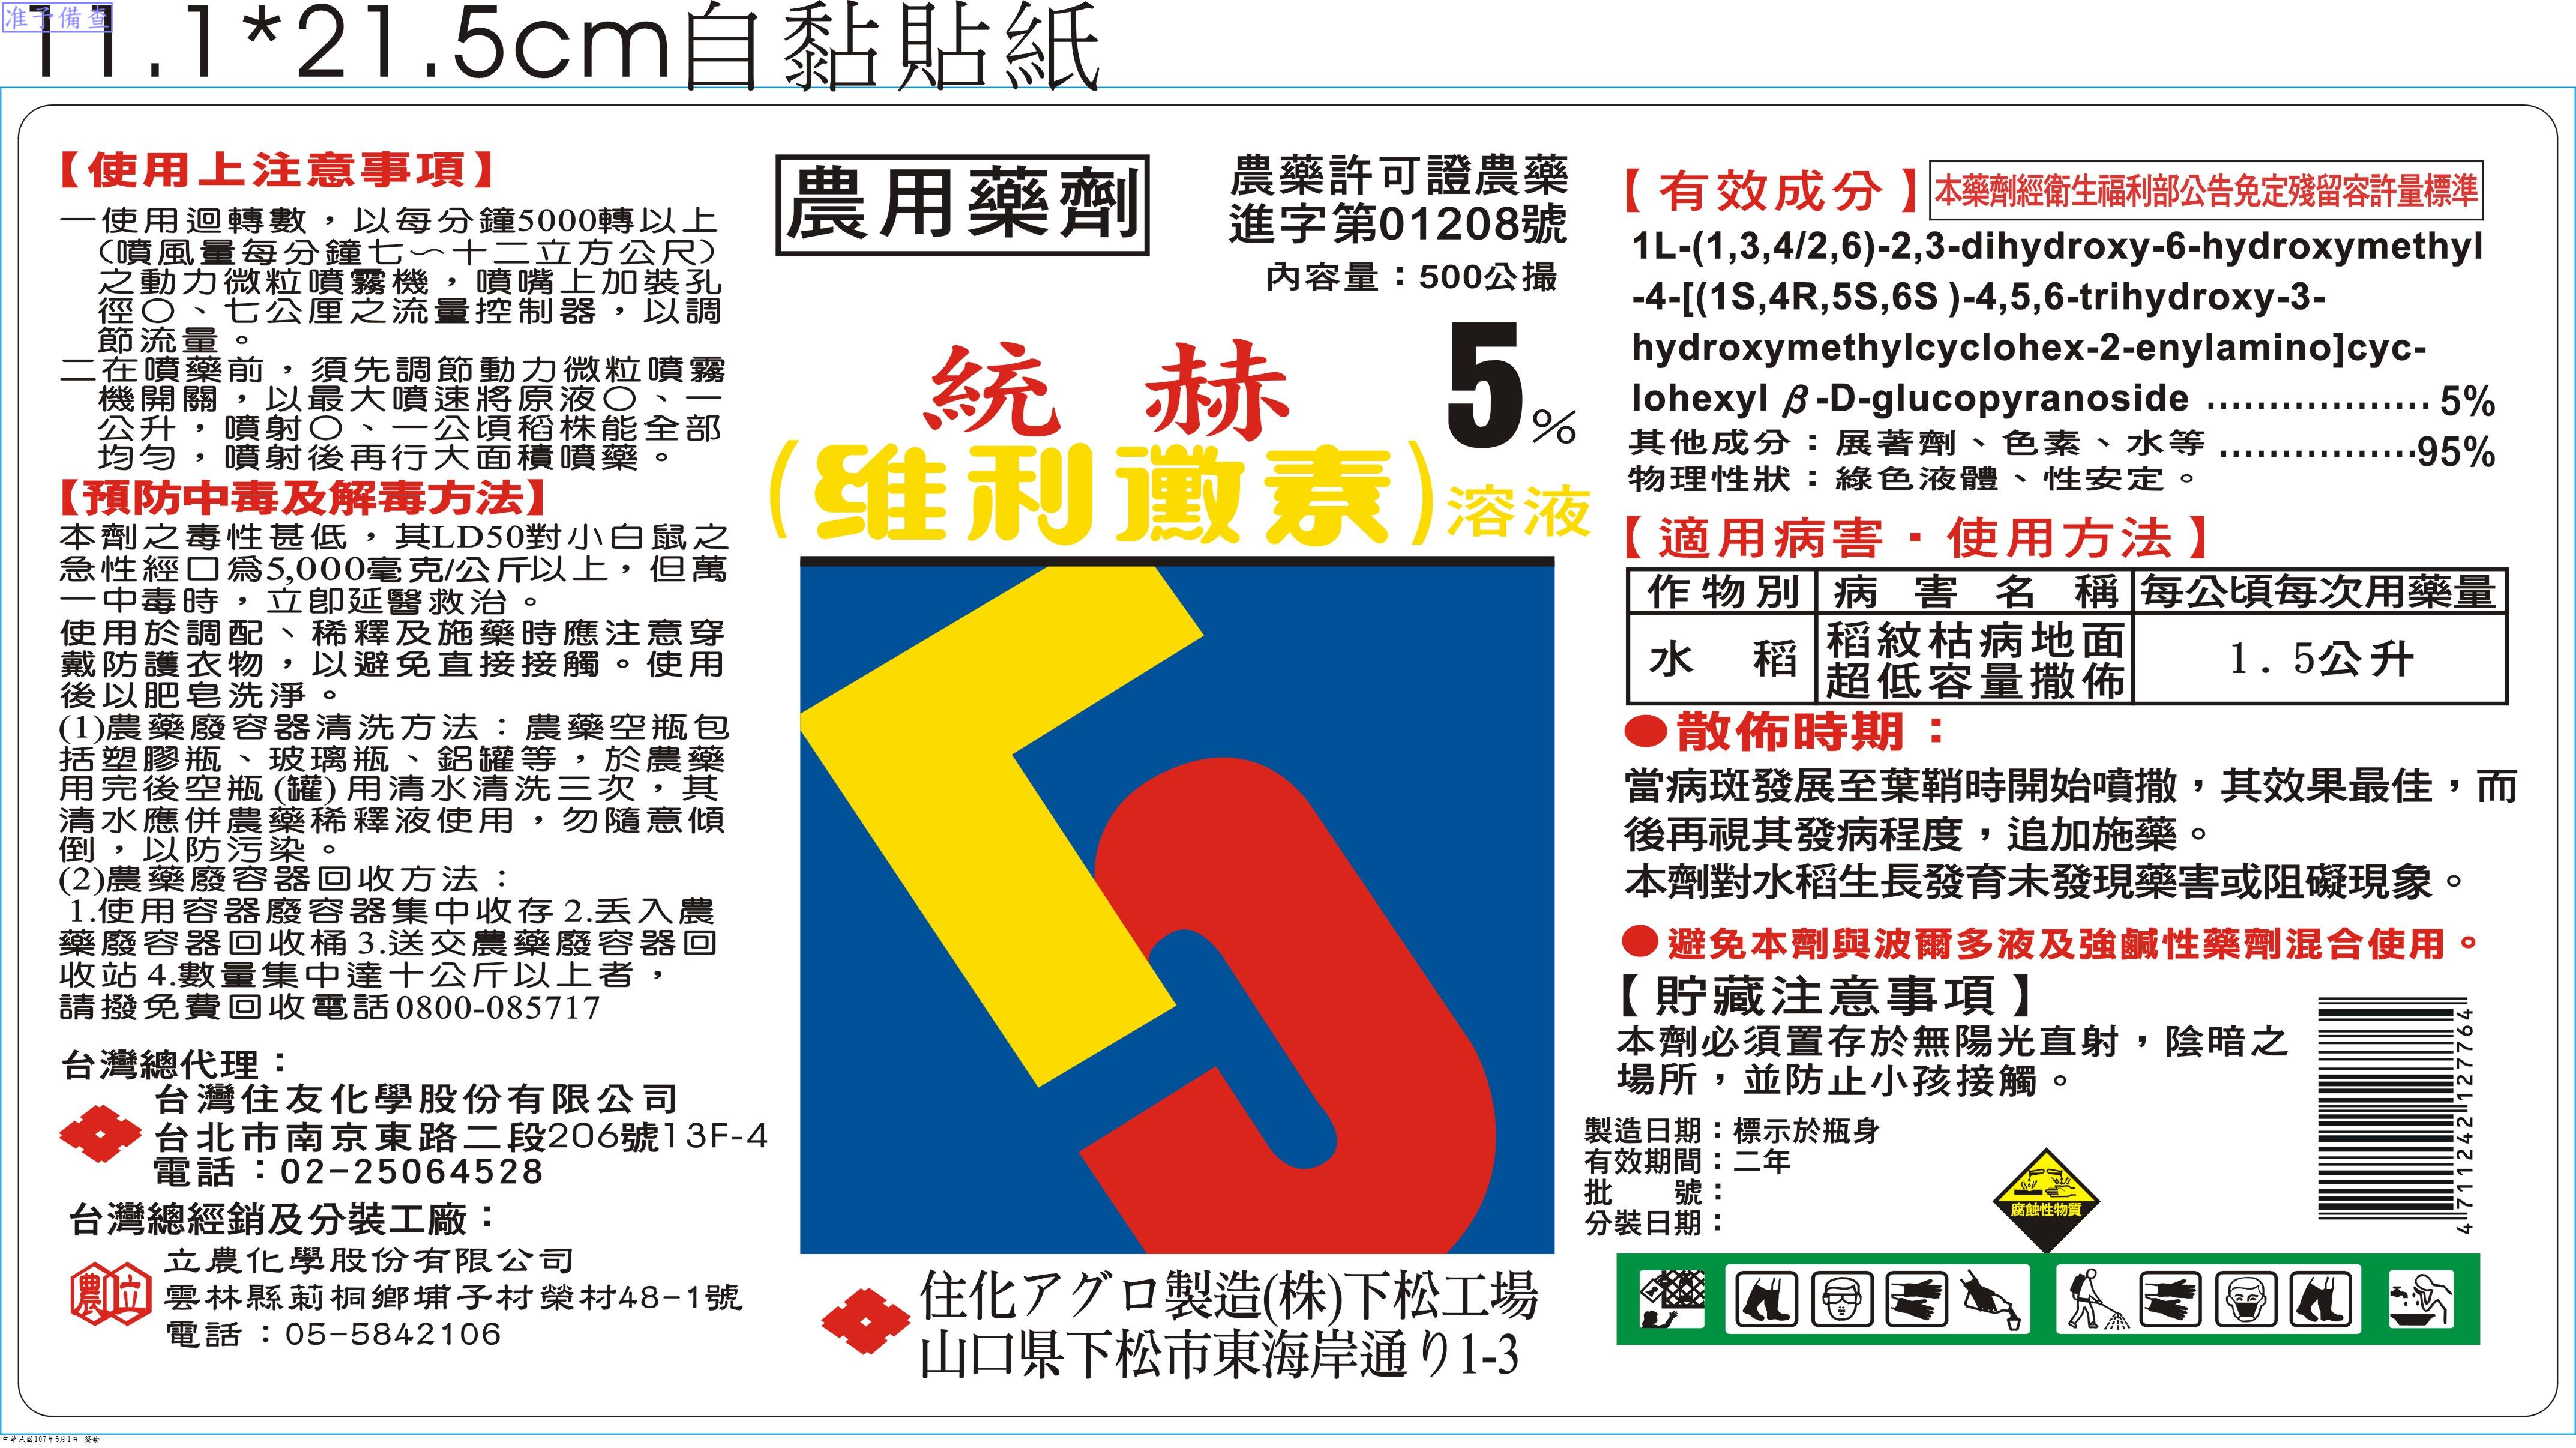 准予備查
11.1*21.5cm自黏貼紙
【使用上注意事項】
一使用迴轉數，以每分鐘5000轉以上
(噴風量每分鐘七～十二立方公尺)
之動力微粒噴霧機，噴嘴上加裝孔
徑〇、七公厘之流量控制器，以調
節流量。
二在噴藥前，須先調節動力微粒噴霧
機開關，以最大噴速將原液〇、一
公升，噴射〇、一公頃稻株能全部
均勻，噴射後再行大面積噴藥。
【預防中毒及解毒方法】
本劑之毒性甚低，其LD50對小白鼠之
急性經口為5,000毫克/公斤以上，但萬
一中毒時，立即延醫救治。
使用於調配、稀釋及施藥時應注意穿
戴防護衣物，以避免直接接觸。使用
後以肥皂洗淨。
(1)農藥廢容器清洗方法：農藥空瓶包
括塑膠瓶、玻璃瓶、鋁罐等，於農藥
用完後空瓶(罐)用清水清洗三次，其
清水應併農藥稀釋液使用，勿隨意傾
倒，以防污染。
(2)農藥廢容器回收方法：
1.使用容器廢容器集中收存 2.丟入農
藥廢容器回收桶 3.送交農藥廢容器回
收站 4.數量集中達十公斤以上者，
請撥免費回收電話0800-085717
台灣總代理：
台灣住友化學股份有限公司
台北市南京東路二段206號13F-4
電話：02-25064528
台灣總經銷及分裝工廠：
農立
立農化學股份有限公司
雲林縣莿桐鄉埔子村榮村48-1號
電話：05-5842106
農用藥劑
農藥許可證農藥
進字第01208號
內容量：500公撮
統赫 5%
(維利黴素)溶液
住化アグロ製造(株)下松工場
山口県下松市東海岸通り1-3
【有效成分】本藥劑經衛生福利部公告免定殘留容許量標準
1L-(1,3,4/2,6)-2,3-dihydroxy-6-hydroxymethyl
-4-[(1S,4R,5S,6S )-4,5,6-trihydroxy-3-
hydroxymethylcyclohex-2-enylamino]cyc-
lohexyl β-D-glucopyranoside .................. 5%
其他成分：展著劑、色素、水等 ................95%
物理性狀：綠色液體、性安定。
【適用病害．使用方法】
作物別 病害名稱 每公頃每次用藥量
水稻 稻紋枯病地面 1.5公升
超低容量撒佈
●散佈時期：
當病斑發展至葉鞘時開始噴撒，其效果最佳，而
後再視其發病程度，追加施藥。
本劑對水稻生長發育未發現藥害或阻礙現象。
●避免本劑與波爾多液及強鹹性藥劑混合使用。
【貯藏注意事項】
本劑必須置存於無陽光直射，陰暗之
場所，並防止小孩接觸。
製造日期：標示於瓶身
有效期間：二年
批號：
分裝日期：
腐蝕性物質
4711242127764
中華民國107年6月1日 簽發